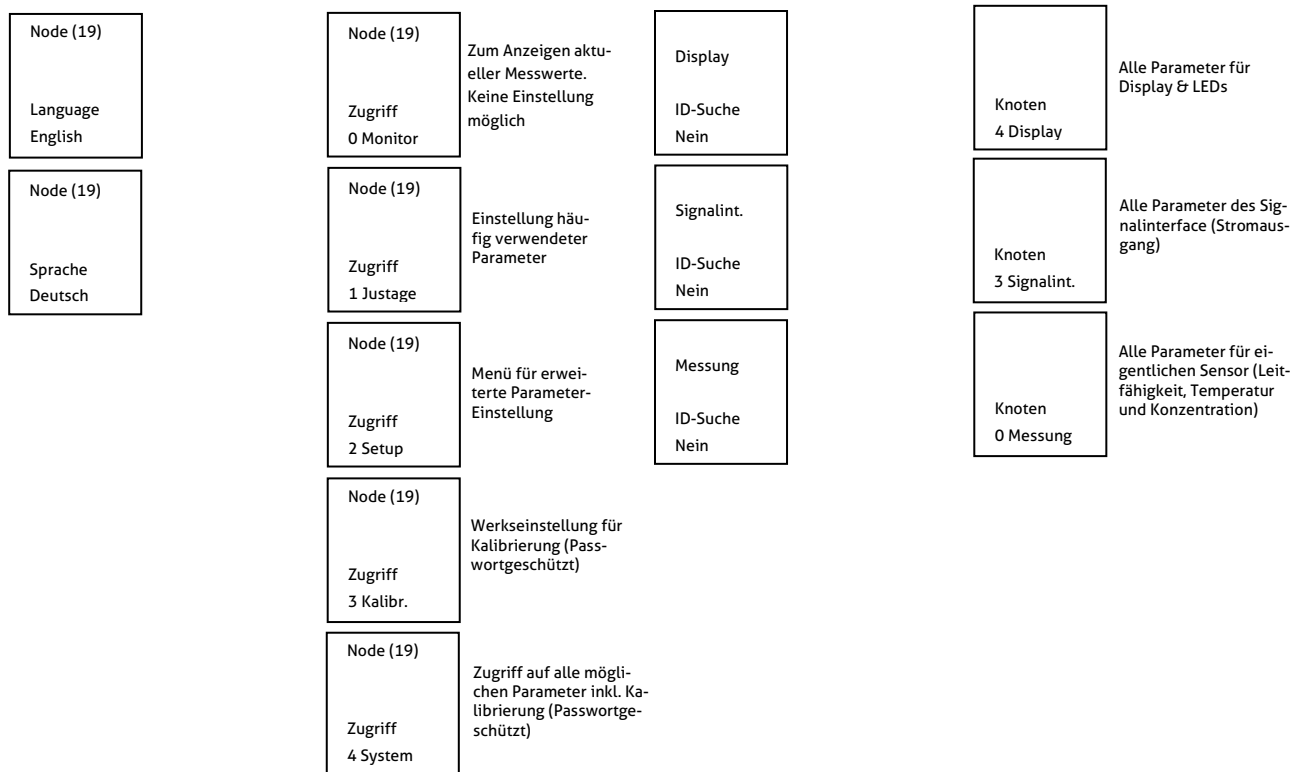 Node (19)
Language
English
Node (19)
Sprache
Deutsch
Node (19)
Zugriff
0 Monitor
Zum Anzeigen aktu-
eller Messwerte.
Keine Einstellung
möglich
Node (19)
Zugriff
1 Justage
Einstellung häu-
fig verwendeter
Parameter
Node (19)
Zugriff
2 Setup
Menü für erwei-
terte Parameter-
Einstellung
Node (19)
Zugriff
3 Kalibr.
Werkseinstellung für
Kalibrierung (Pass-
wortgeschützt)
Node (19)
Zugriff
4 System
Zugriff auf alle mögli-
chen Parameter inkl. Ka-
librierung (Passwortge-
schützt)
Display
ID-Suche
Nein
Signalint.
ID-Suche
Nein
Messung
ID-Suche
Nein
Knoten
4 Display
Alle Parameter für
Display & LEDs
Knoten
3 Signalint.
Alle Parameter des Sig-
nalinterface (Stromaus-
gang)
Knoten
0 Messung
Alle Parameter für ei-
gentlichen Sensor (Leit-
fähigkeit, Temperatur
und Konzentration)